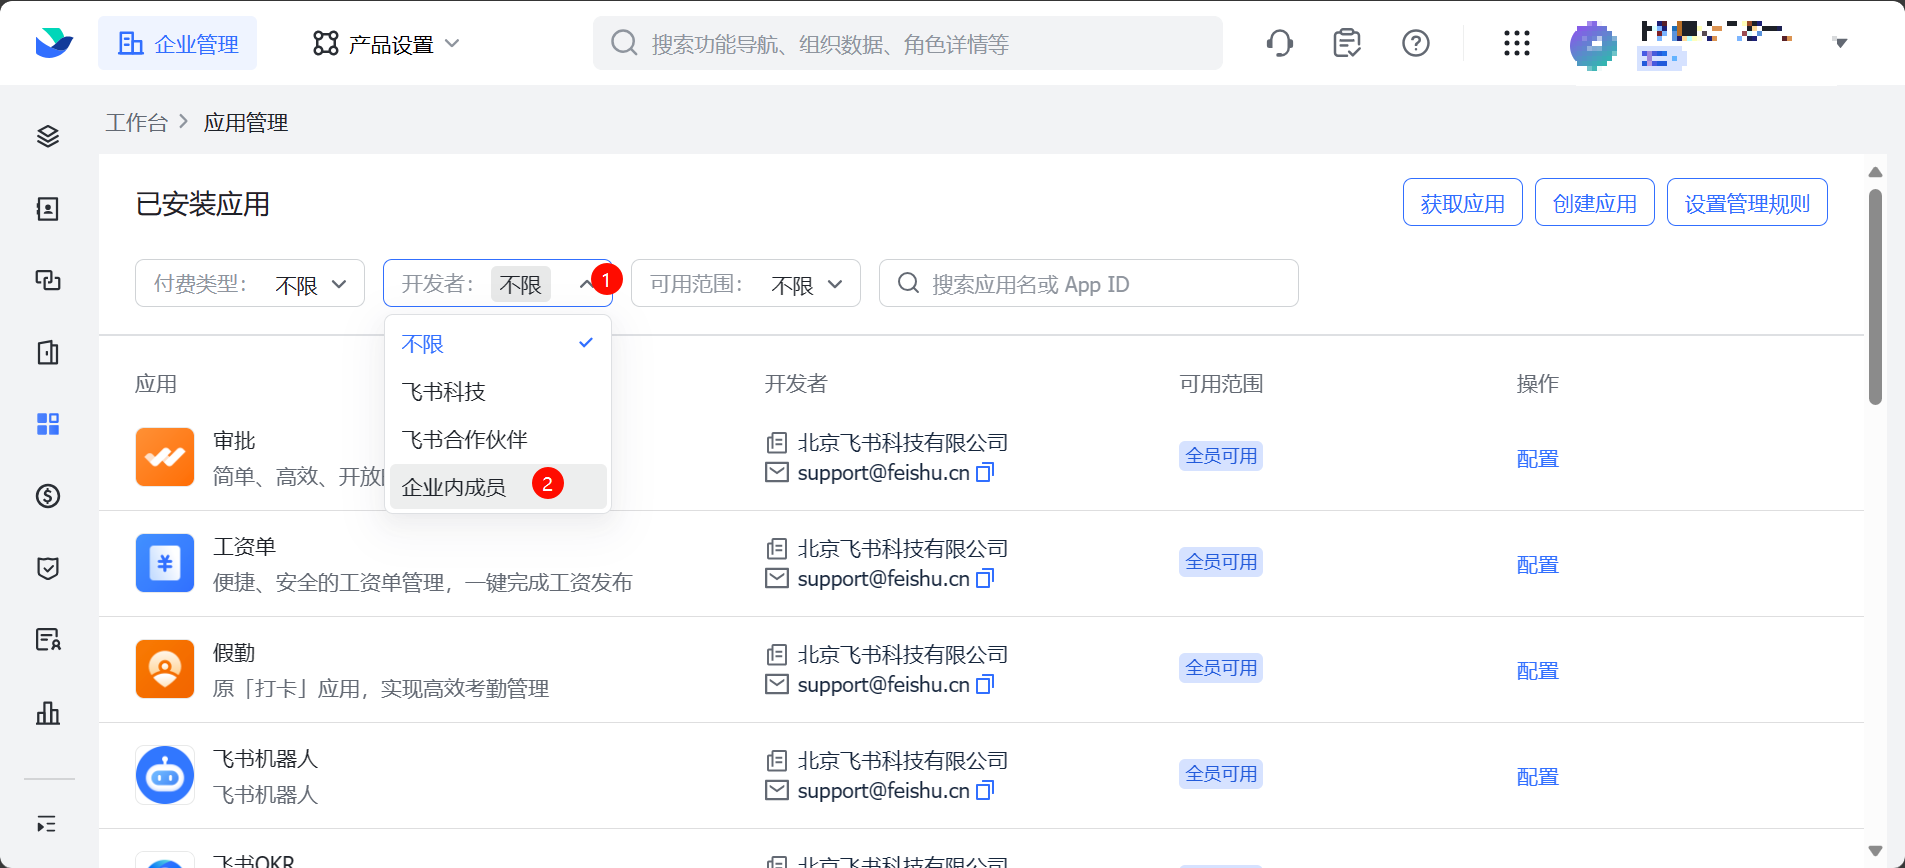 企业管理
产品设置
搜索功能导航、组织数据、角色详情等
工作台
应用管理
已安装应用
获取应用
创建应用
设置管理规则
付费类型： 不限
开发者： 不限
1
可用范围： 不限
搜索应用名或 App ID
不限
飞书科技
飞书合作伙伴
企业内成员
2
应用
开发者
可用范围
操作
审批
简单、高效、开放
北京飞书科技有限公司
support@feishu.cn
全员可用
配置
工资单
便捷、安全的工资单管理，一键完成工资发布
北京飞书科技有限公司
support@feishu.cn
全员可用
配置
假勤
原「打卡」应用，实现高效考勤管理
北京飞书科技有限公司
support@feishu.cn
全员可用
配置
飞书机器人
飞书机器人
北京飞书科技有限公司
support@feishu.cn
全员可用
配置
飞书OKR
北京飞书科技有限公司